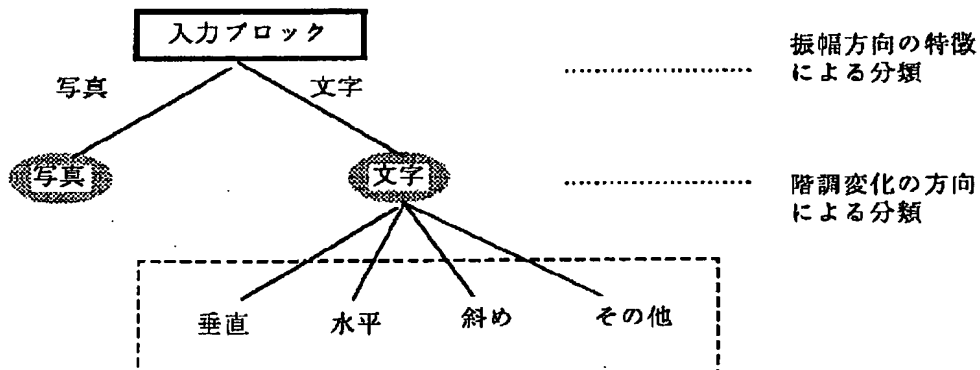 入力ブロック
振幅方向の特徴
による分類
写真
文字
写真
文字
階調変化の方向
による分類
垂直
水平
斜め
その他